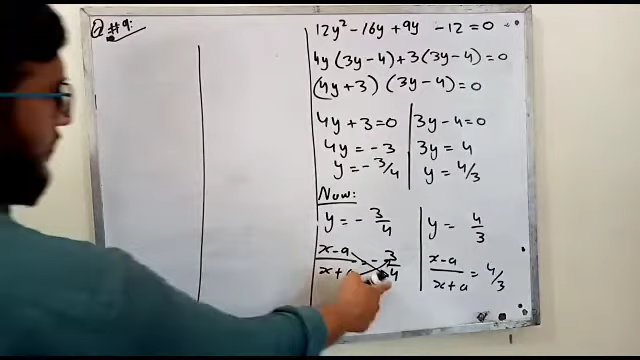 Q#9:
12y² - 16y + 9y - 12 = 0
4y(3y-4) + 3(3y-4) = 0
(4y+3) (3y-4) = 0
4y + 3 = 0
4y = -3
y = -3/4
3y - 4 = 0
3y = 4
y = 4/3
Now:
y = - 3/4
x-a / x+a = - 3/4
y = 4/3
x-a / x+a = 4/3